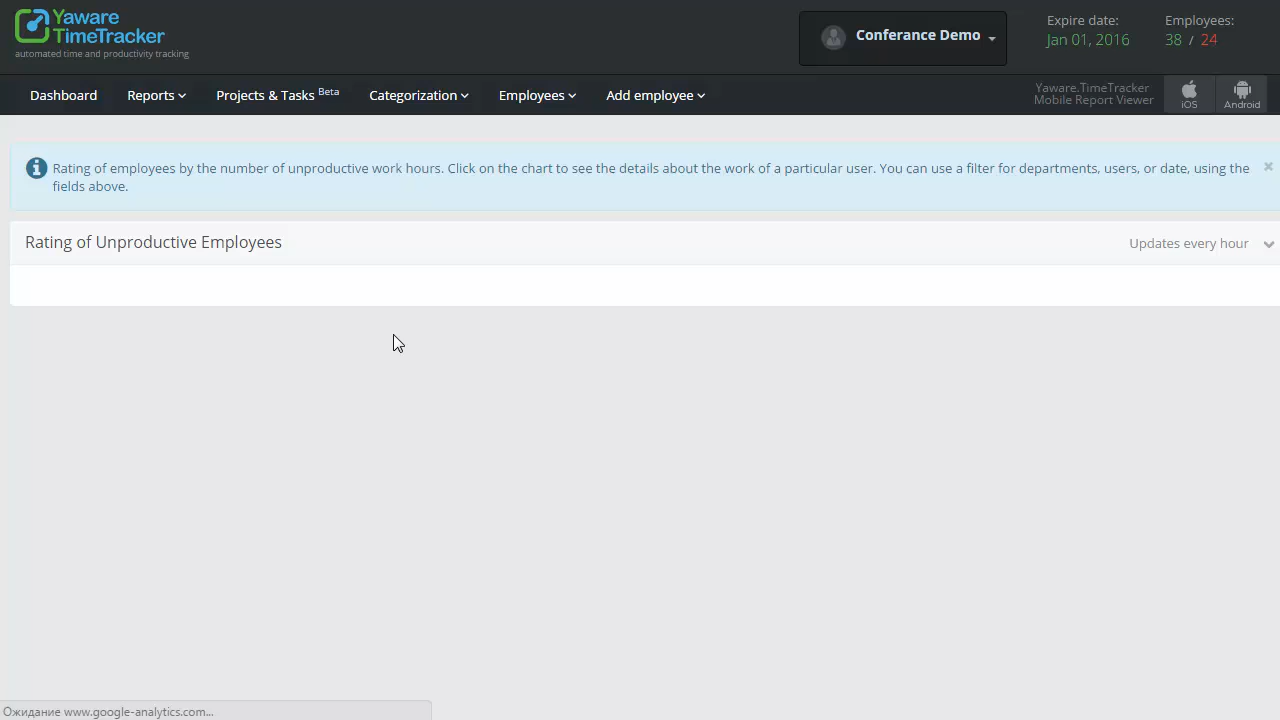 Yaware
TimeTracker
automated time and productivity tracking
Conferance Demo
Expire date:
Jan 01, 2016
Employees:
38 / 24
Dashboard
Reports
Projects & Tasks Beta
Categorization
Employees
Add employee
Yaware.TimeTracker
Mobile Report Viewer
iOS
Android
Rating of employees by the number of unproductive work hours. Click on the chart to see the details about the work of a particular user. You can use a filter for departments, users, or date, using the
fields above.
Rating of Unproductive Employees
Updates every hour
Ожидание www.google-analytics.com...